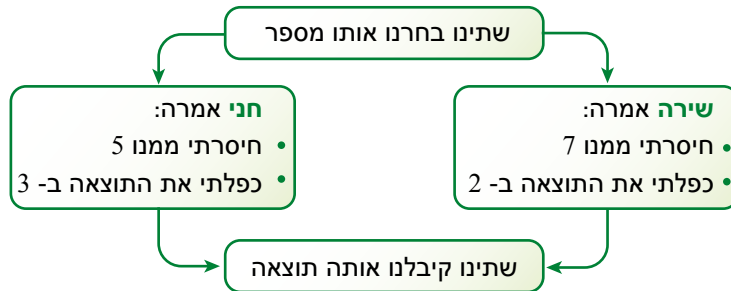 שתינו בחרנו אותו מספר
שירה אמרה:
• חיסרתי ממנו 7
• כפלתי את התוצאה ב- 2
חני אמרה:
• חיסרתי ממנו 5
• כפלתי את התוצאה ב- 3
שתינו קיבלנו אותה תוצאה